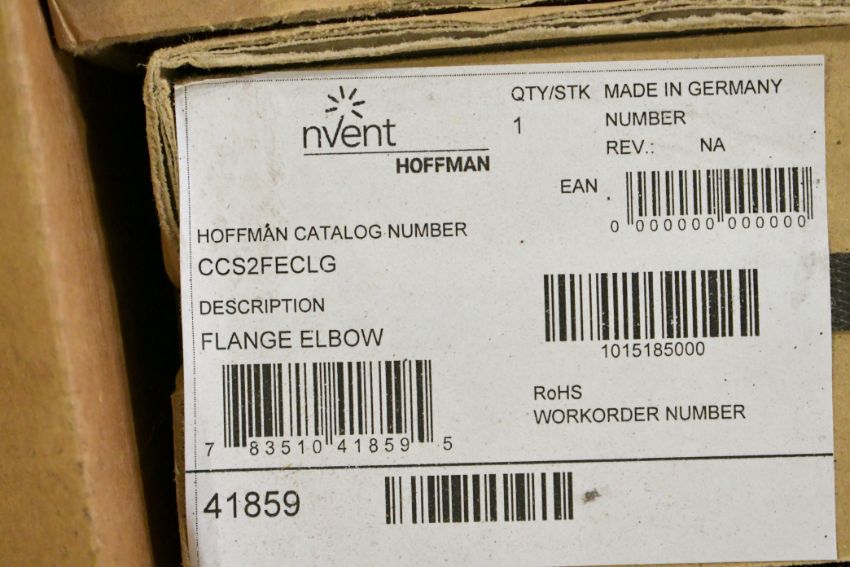 nVent
HOFFMAN
QTY/STK MADE IN GERMANY
1 NUMBER
REV.: NA
EAN
0 000000 000000
HOFFMAN CATALOG NUMBER
CCS2FECLG
DESCRIPTION
FLANGE ELBOW
7 83510 41859 5
1015185000
RoHS
WORKORDER NUMBER
41859